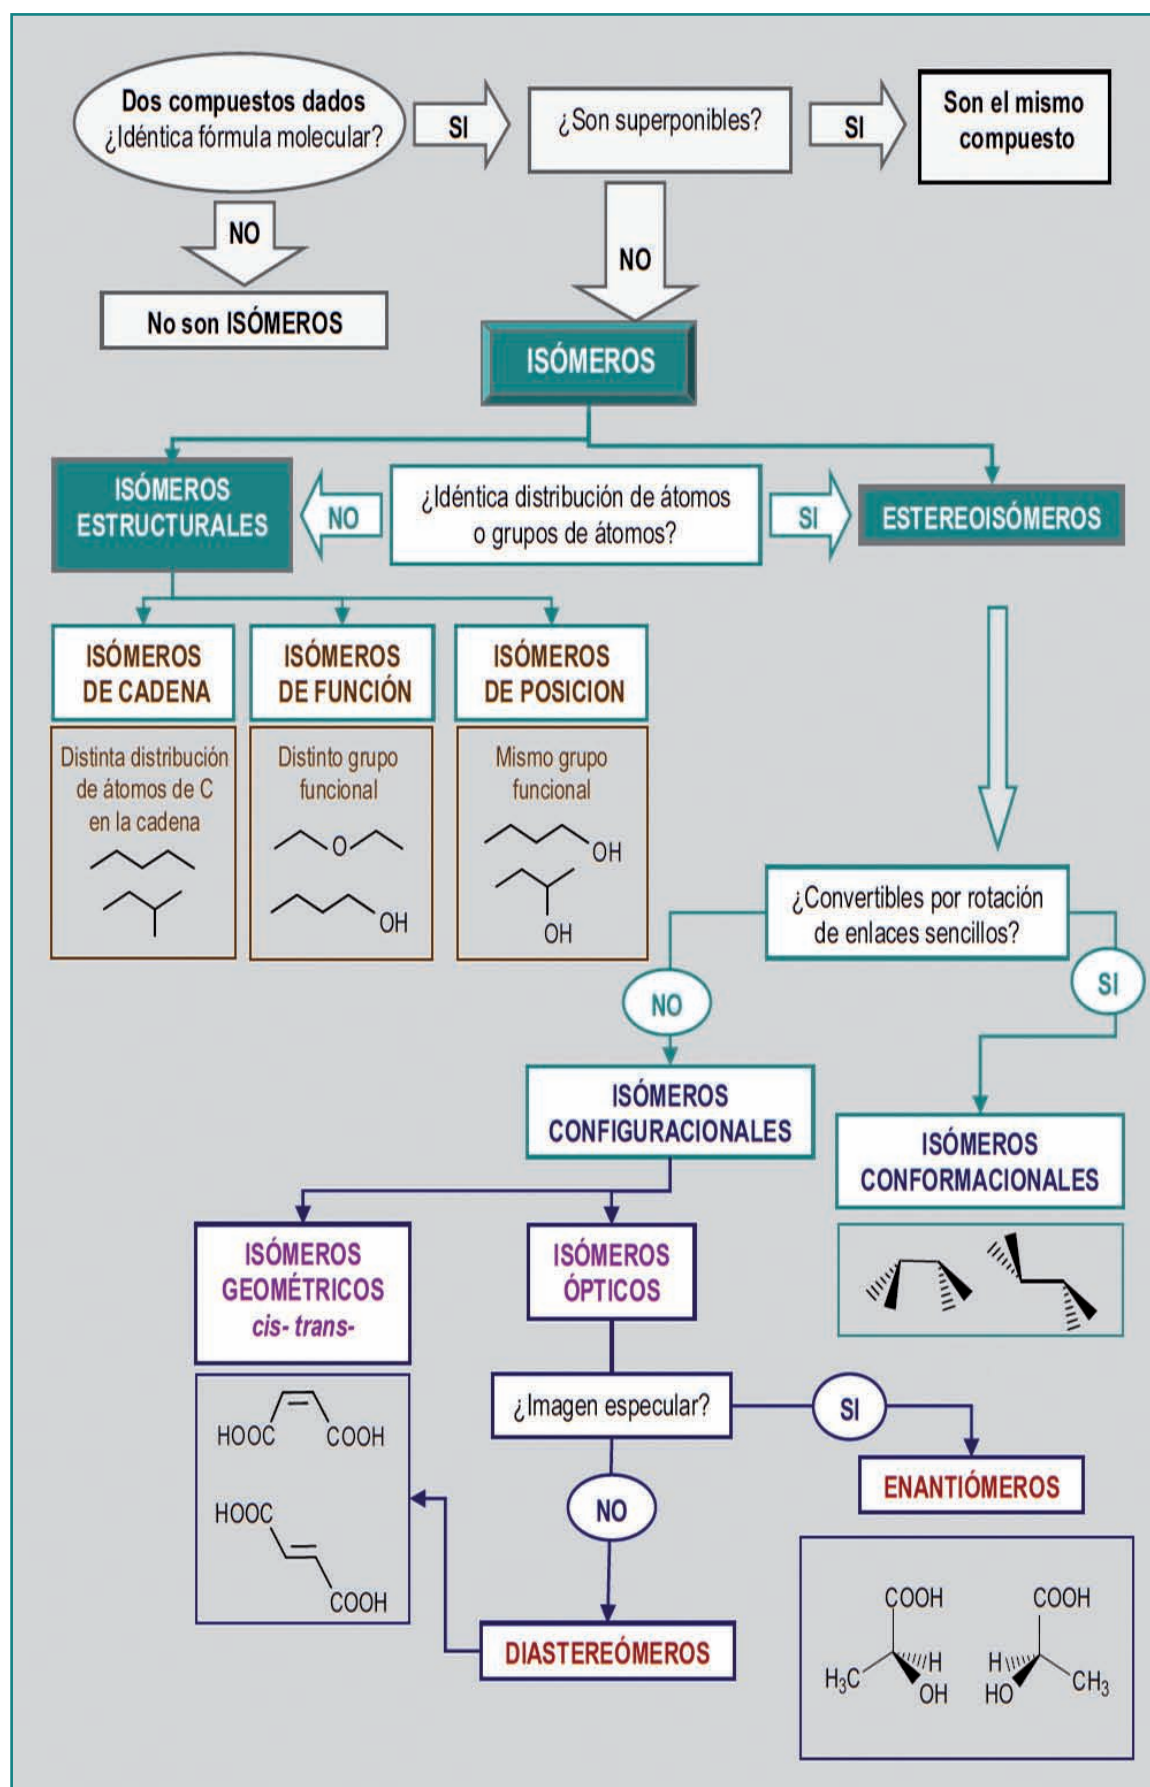 Dos compuestos dados
¿Idéntica fórmula molecular?
SI
¿Son superponibles?
SI
Son el mismo
compuesto
NO
NO
No son ISÓMEROS
ISÓMEROS
ISÓMEROS
ESTRUCTURALES
NO
¿Idéntica distribución de átomos
o grupos de átomos?
SI
ESTEREOISÓMEROS
ISÓMEROS
DE CADENA
ISÓMEROS
DE FUNCIÓN
ISÓMEROS
DE POSICION
Distinta distribución
de átomos de C
en la cadena
Distinto grupo
funcional
O
OH
Mismo grupo
funcional
OH
OH
¿Convertibles por rotación
de enlaces sencillos?
NO
SI
ISÓMEROS
CONFIGURACIONALES
ISÓMEROS
CONFORMACIONALES
ISÓMEROS
GEOMÉTRICOS
cis- trans-
ISÓMEROS
ÓPTICOS
HOOC COOH
HOOC
COOH
¿Imagen especular?
SI
NO
ENANTIÓMEROS
DIASTEREÓMEROS
COOH COOH
H₃C H OH
H HO CH₃